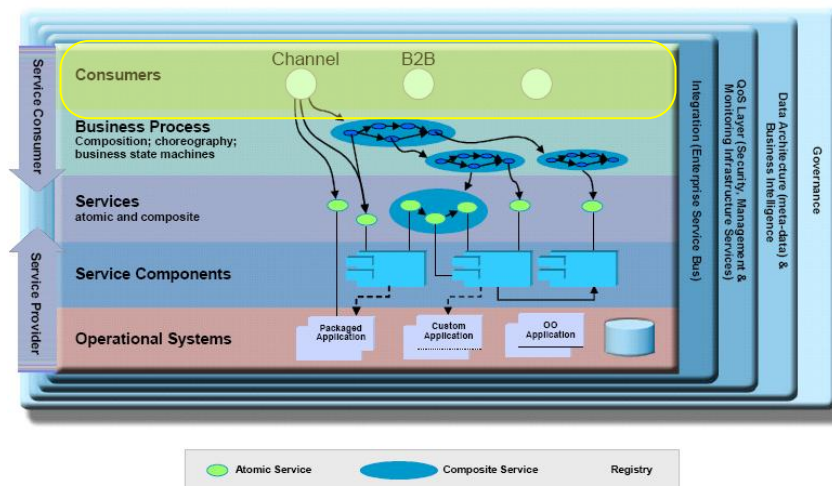 Channel
B2B
Consumers
Business Process
Composition; choreography;
business state machines
Services
atomic and composite
Service Components
Operational Systems
Packaged
Application
Custom
Application
OO
Application
Service Consumer
Service Provider
Integration (Enterprise Service Bus)
QoS Layer (Security, Management &
Monitoring Infrastructure Services)
Data Architecture (meta-data) &
Business Intelligence
Governance
Atomic Service
Composite Service
Registry